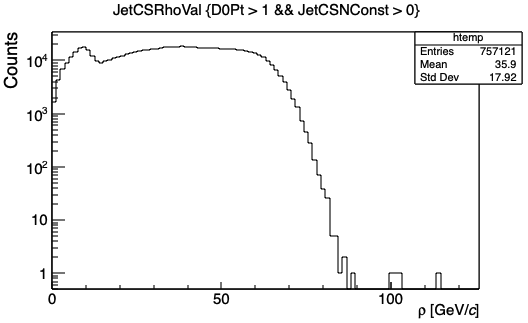 JetCSRhoVal {D0Pt > 1 && JetCSNConst > 0}
Counts
htemp
Entries 757121
Mean 35.9
Std Dev 17.92
10⁴
10³
10²
10
1
0 50 100
ρ [GeV/c]